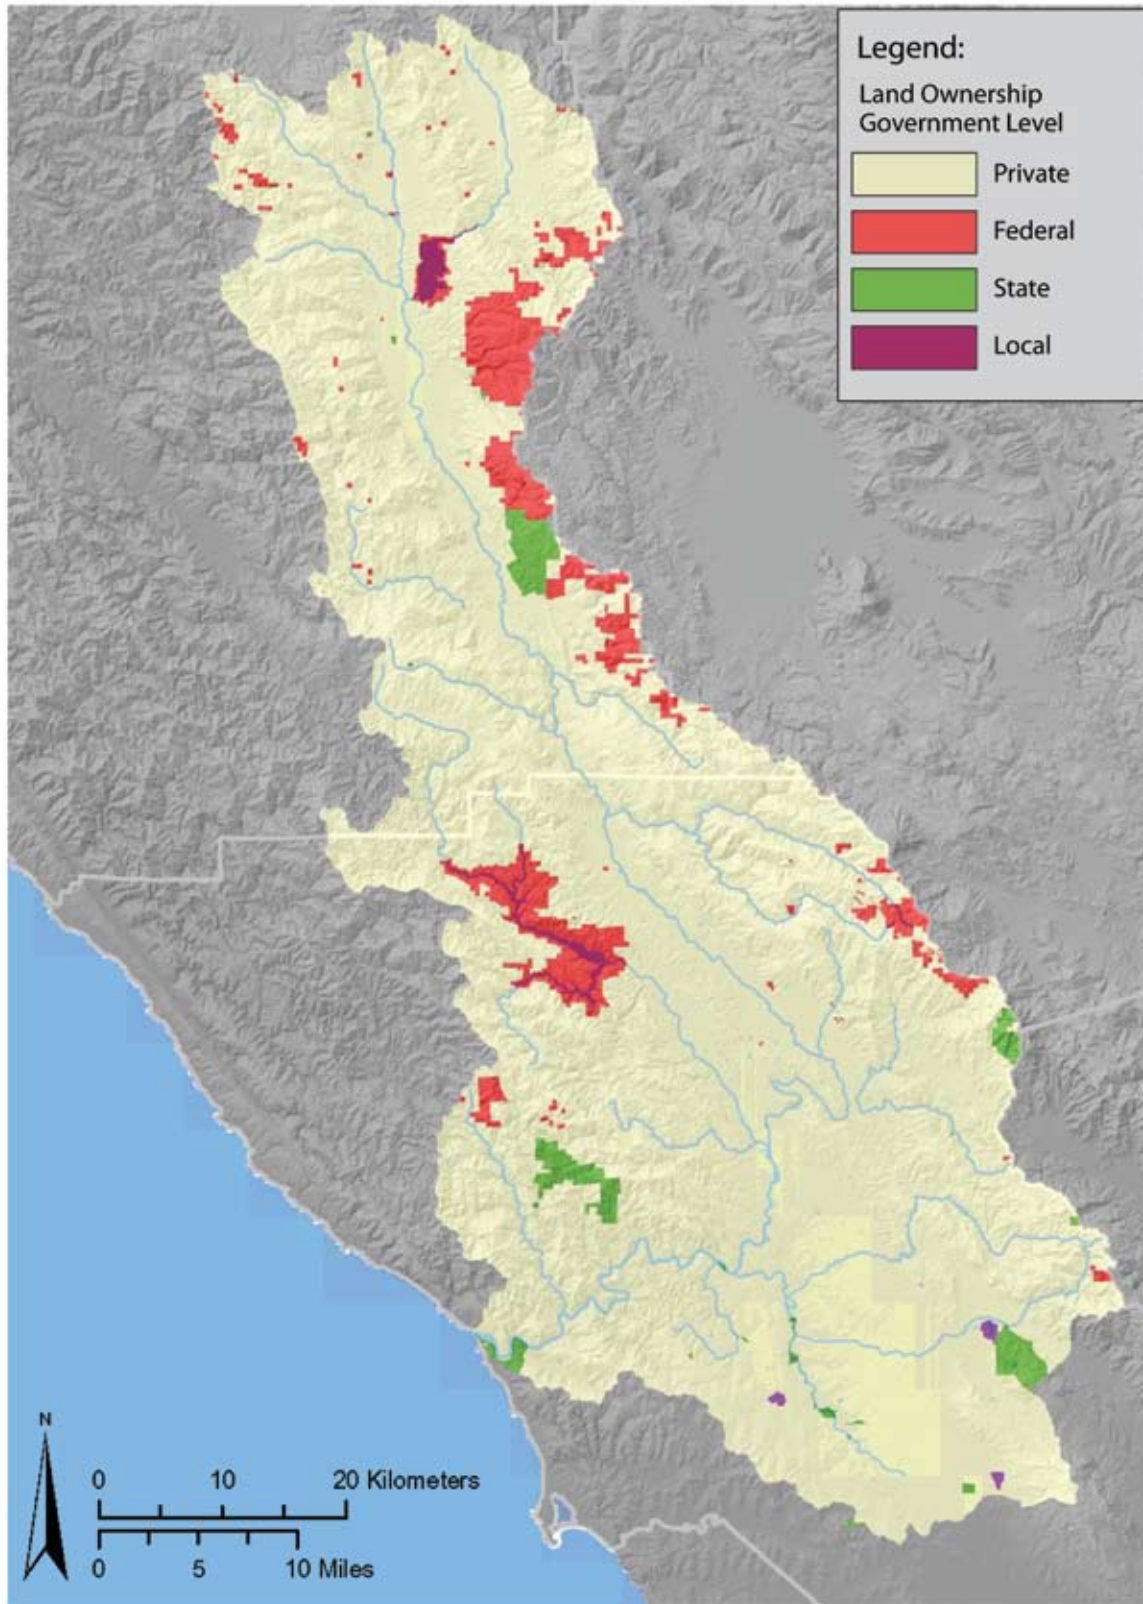 Legend:
Land Ownership
Government Level
Private
Federal
State
Local
N
0 10 20 Kilometers
0 5 10 Miles